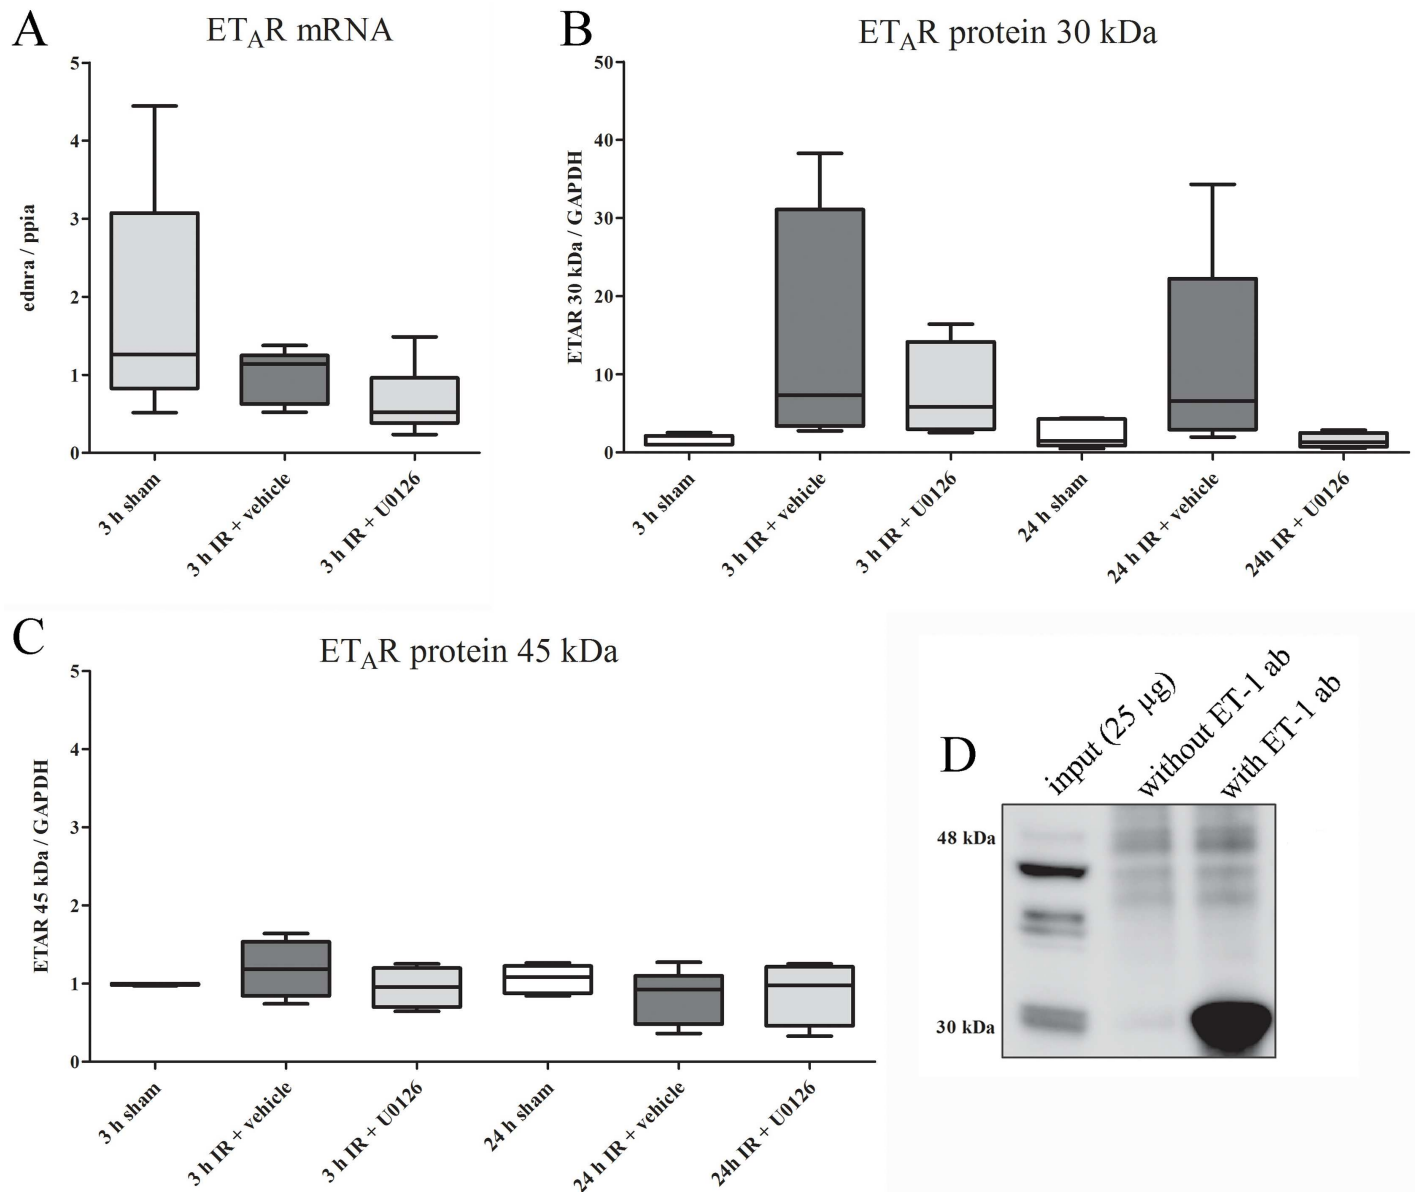 A
ETAR mRNA
5
4
3
2
1
0
ednra / ppia
3 h sham
3 h IR + vehicle
3 h IR + U0126
B
ETAR protein 30 kDa
50
40
30
20
10
0
ETAR 30 kDa / GAPDH
3 h sham
3 h IR + vehicle
3 h IR + U0126
24 h sham
24 h IR + vehicle
24h IR + U0126
C
ETAR protein 45 kDa
5
4
3
2
1
0
ETAR 45 kDa / GAPDH
3 h sham
3 h IR + vehicle
3 h IR + U0126
24 h sham
24 h IR + vehicle
24h IR + U0126
D
input (25 µg)
without ET-1 ab
with ET-1 ab
48 kDa
30 kDa